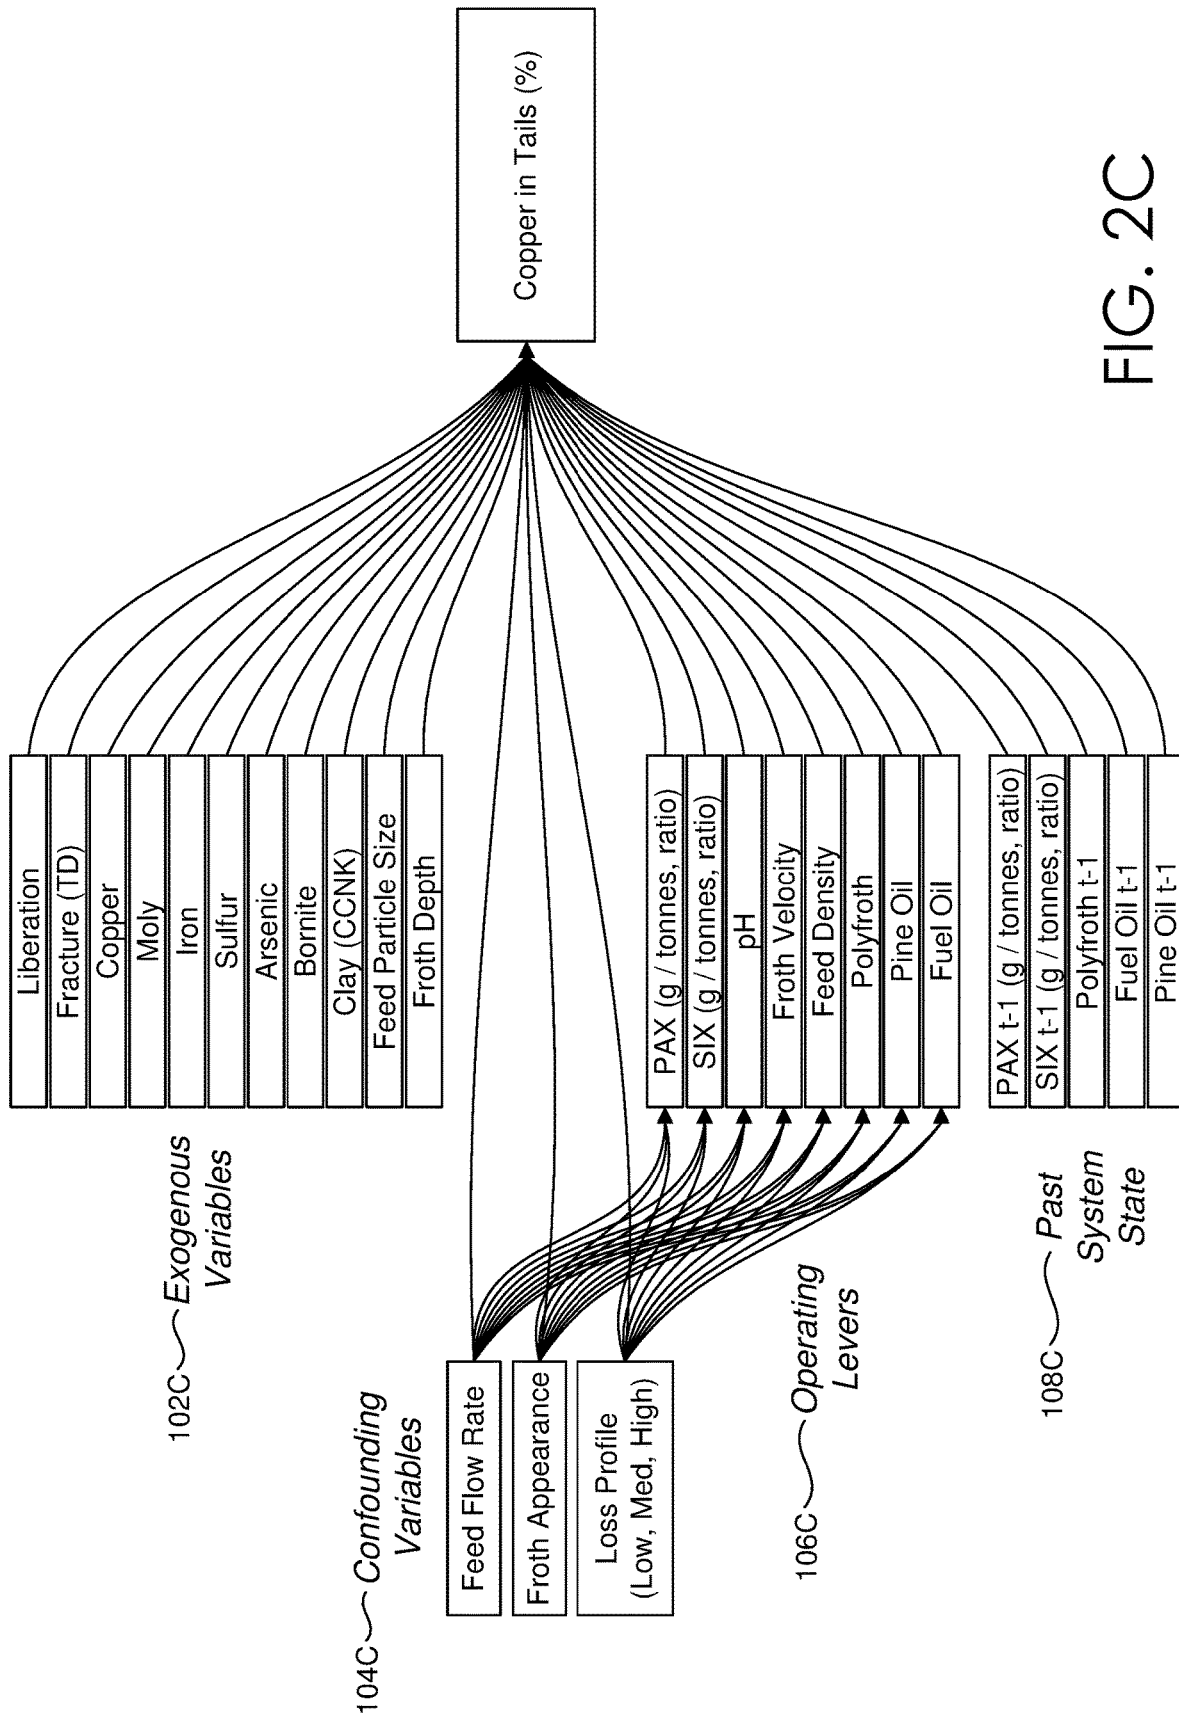 102C
Exogenous
Variables
Liberation
Fracture (TD)
Copper
Moly
Iron
Sulfur
Arsenic
Bornite
Clay (CCNK)
Feed Particle Size
Froth Depth
104C
Confounding
Variables
Feed Flow Rate
Froth Appearance
Loss Profile
(Low, Med, High)
Copper in Tails (%)
106C
Operating
Levers
PAX (g / tonnes, ratio)
SIX (g / tonnes, ratio)
pH
Froth Velocity
Feed Density
Polyfroth
Pine Oil
Fuel Oil
108C
Past
System
State
PAX t-1 (g / tonnes, ratio)
SIX t-1 (g / tonnes, ratio)
Polyfroth t-1
Fuel Oil t-1
Pine Oil t-1
FIG. 2C